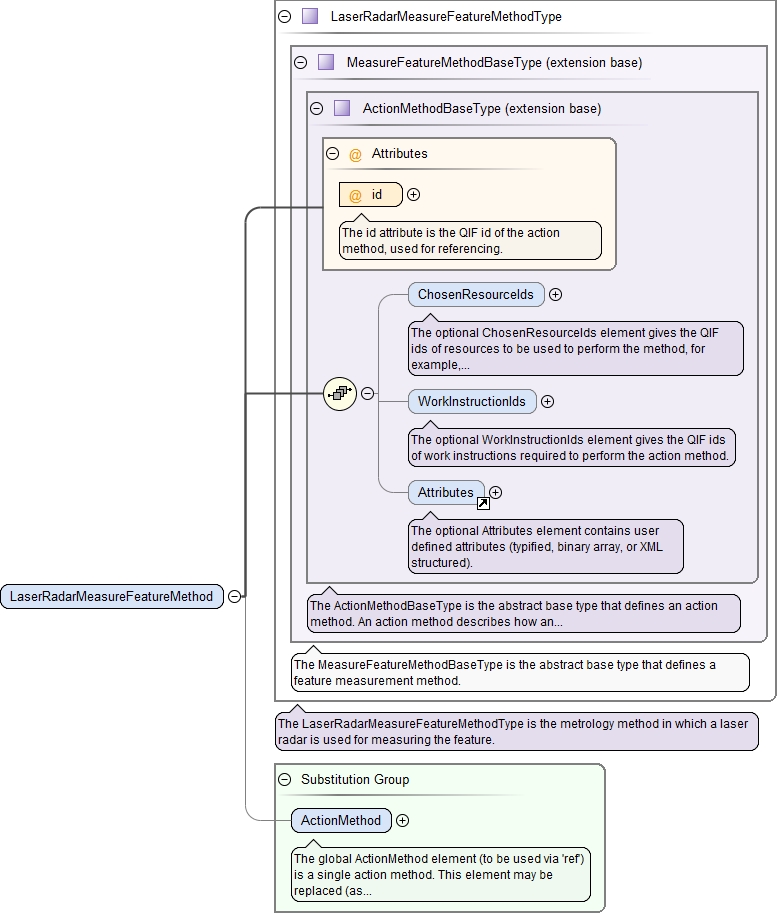 LaserRadarMeasureFeatureMethodType
MeasureFeatureMethodBaseType (extension base)
ActionMethodBaseType (extension base)
@ Attributes
@ id
The id attribute is the QIF id of the action
method, used for referencing.
ChosenResourceIds
The optional ChosenResourceIds element gives the QIF
ids of resources to be used to perform the method, for
example,...
WorkInstructionIds
The optional WorkInstructionIds element gives the QIF ids
of work instructions required to perform the action method.
Attributes
The optional Attributes element contains user
defined attributes (typified, binary array, or XML
structured).
LaserRadarMeasureFeatureMethod
The ActionMethodBaseType is the abstract base type that defines an action
method. An action method describes how an...
The MeasureFeatureMethodBaseType is the abstract base type that defines a
feature measurement method.
The LaserRadarMeasureFeatureMethodType is the metrology method in which a laser
radar is used for measuring the feature.
Substitution Group
ActionMethod
The global ActionMethod element (to be used via 'ref')
is a single action method. This element may be
replaced (as...